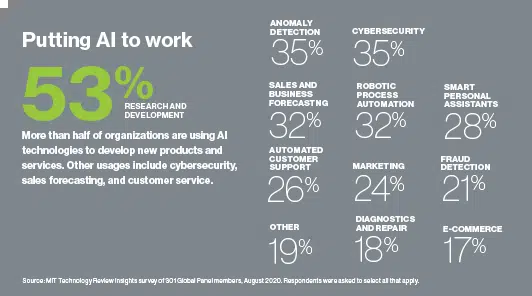 Putting AI to work
53%
RESEARCH AND
DEVELOPMENT
More than half of organizations are using AI
technologies to develop new products and
services. Other usages include cybersecurity,
sales forecasting, and customer service.
ANOMALY
DETECTION
35%
CYBERSECURITY
35%
SALES AND
BUSINESS
FORECASTING
32%
ROBOTIC
PROCESS
AUTOMATION
32%
SMART
PERSONAL
ASSISTANTS
28%
AUTOMATED
CUSTOMER
SUPPORT
26%
MARKETING
24%
FRAUD
DETECTION
21%
OTHER
19%
DIAGNOSTICS
AND REPAIR
18%
E-COMMERCE
17%
Source: MIT Technology Review Insights survey of 301 Global Panel members, August 2020. Respondents were asked to select all that apply.